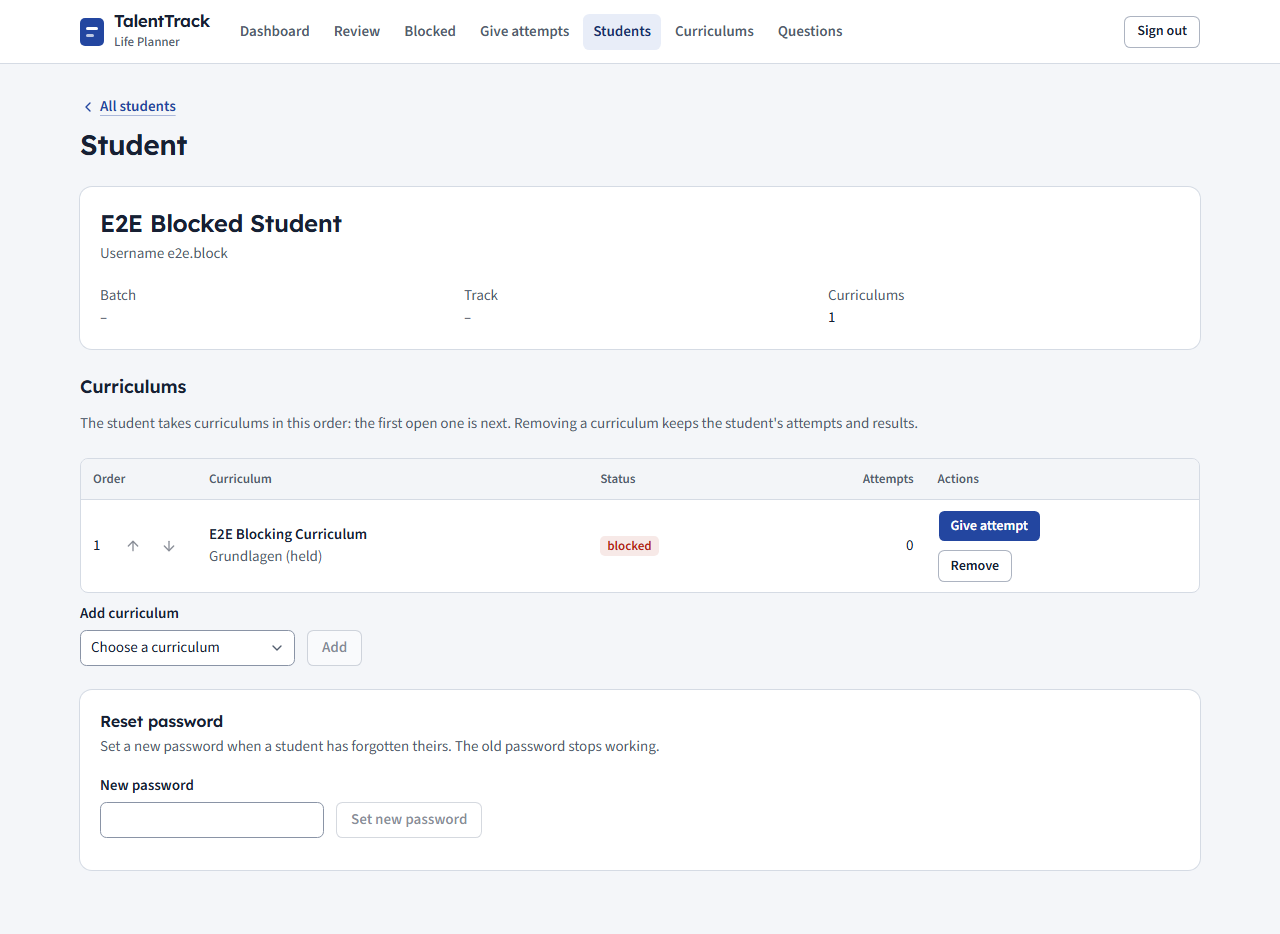 TalentTrack
Life Planner
Dashboard Review Blocked Give attempts Students Curriculums Questions
Sign out
All students
Student
E2E Blocked Student
Username e2e.block
Batch Track Curriculums
– – 1
Curriculums
The student takes curriculums in this order: the first open one is next. Removing a curriculum keeps the student's attempts and results.
Order Curriculum Status Attempts Actions
1 E2E Blocking Curriculum blocked 0 Give attempt
Grundlagen (held) Remove
Add curriculum
Choose a curriculum Add
Reset password
Set a new password when a student has forgotten theirs. The old password stops working.
New password
Set new password